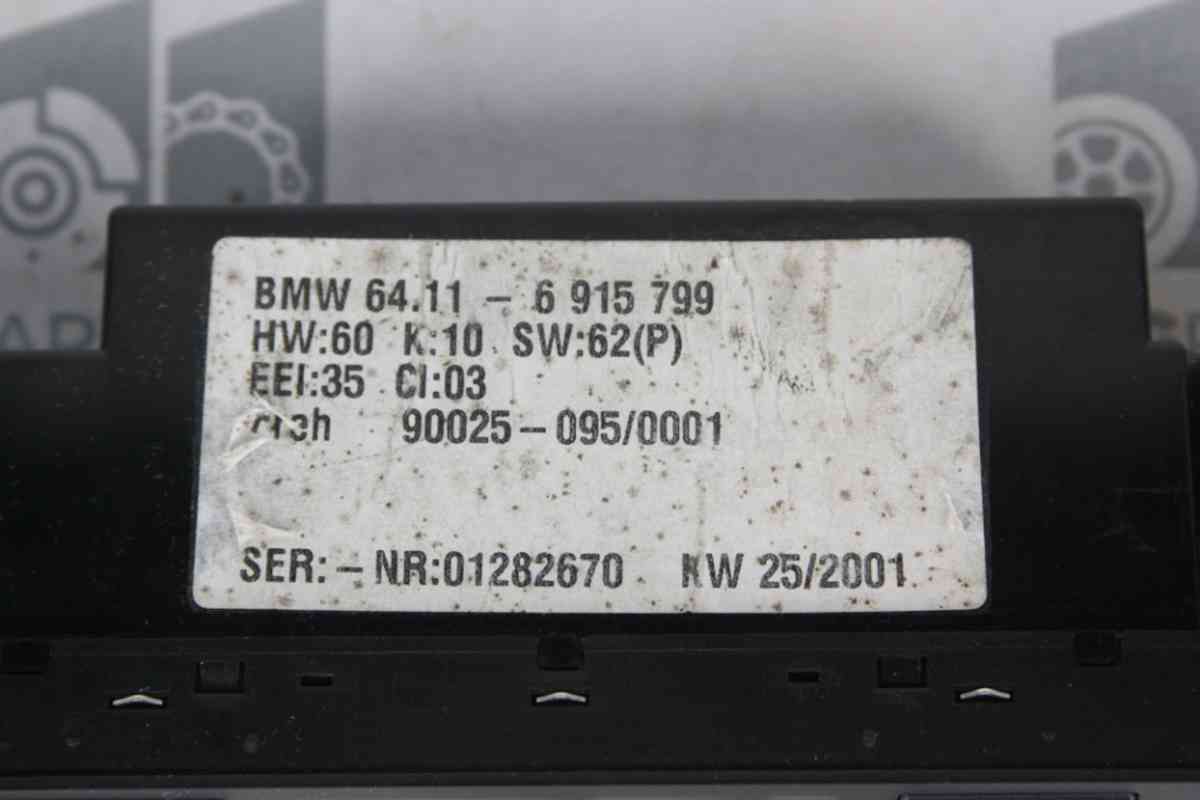 BMW 64.11 – 6 915 799
HW:60 K:10 SW:62(P)
EEI:35 CI:03
90025–095/0001
SER:–NR:01282670 KW 25/2001